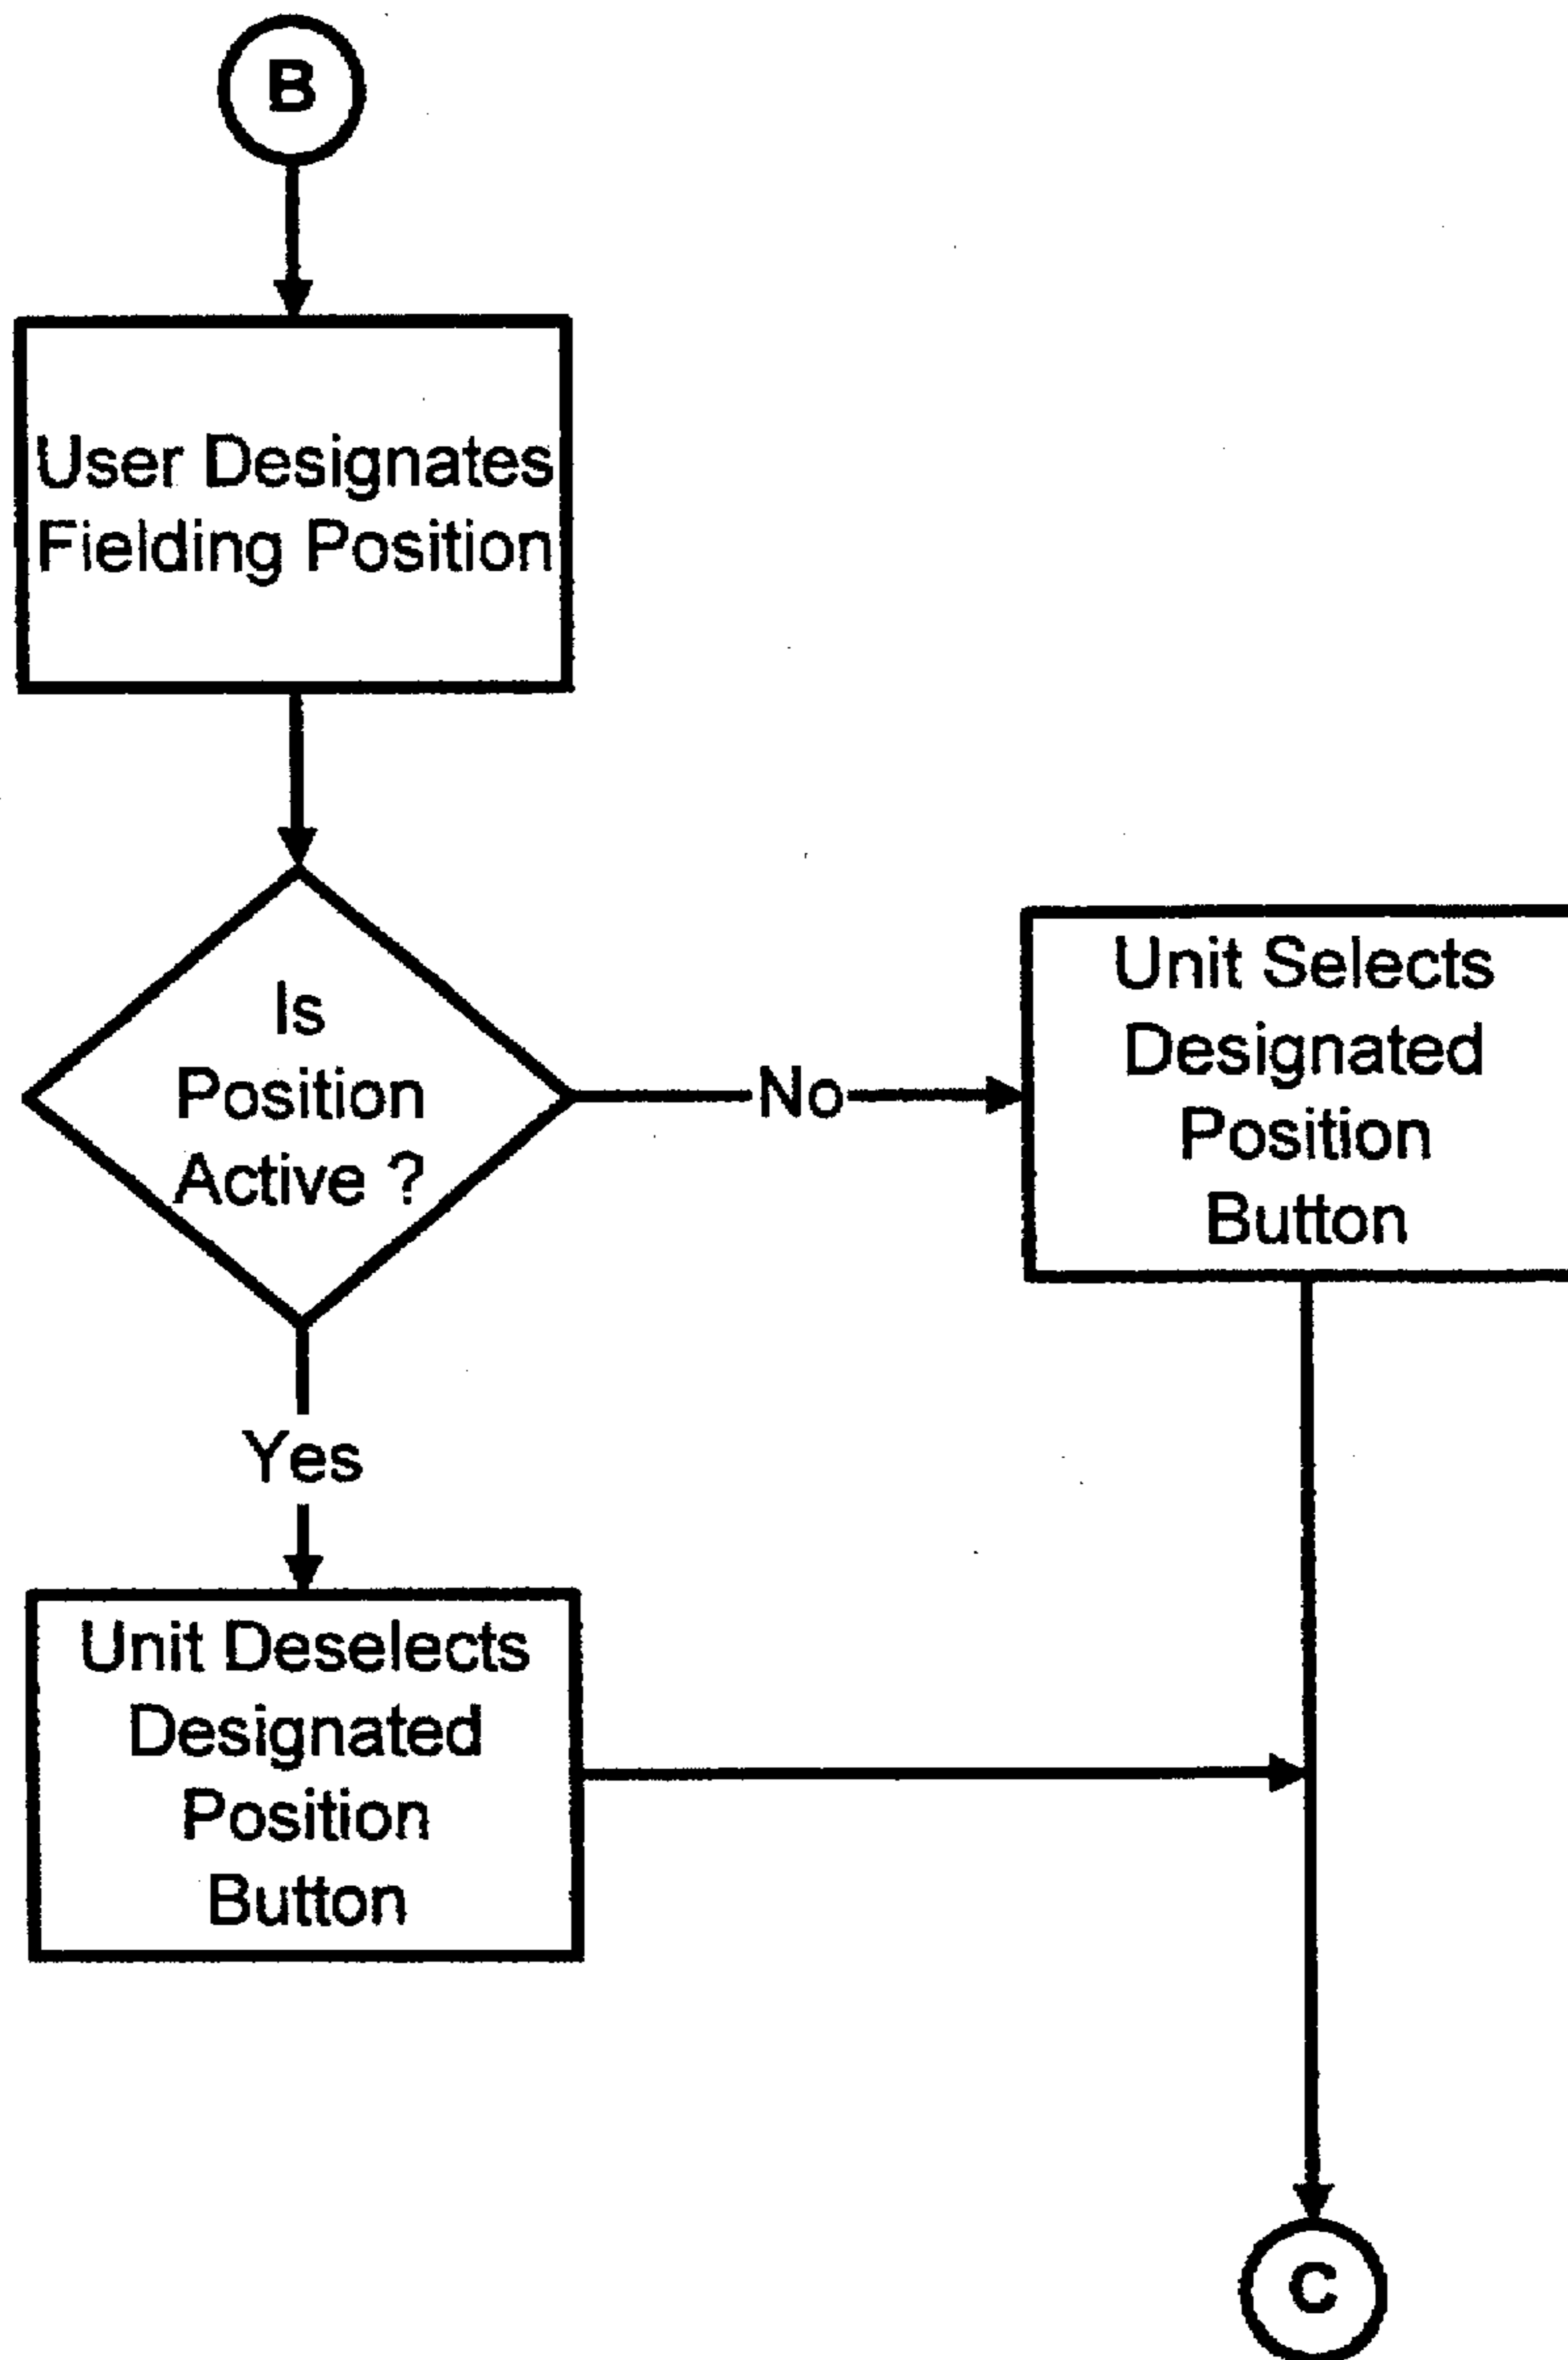 B
User Designates
Fielding Position
Is
Position
Active ?
No
Unit Selects
Designated
Position
Button
Yes
Unit Deselects
Designated
Position
Button
C